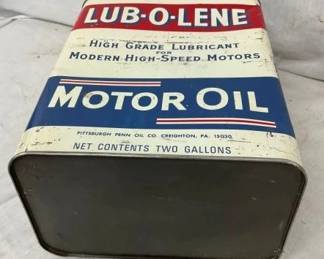 LUB-O-LENE
HIGH GRADE LUBRICANT
FOR
MODERN HIGH-SPEED MOTORS
MOTOR OIL
PITTSBURGH PENN OIL CO. CREIGHTON, PA. 15030
NET CONTENTS TWO GALLONS